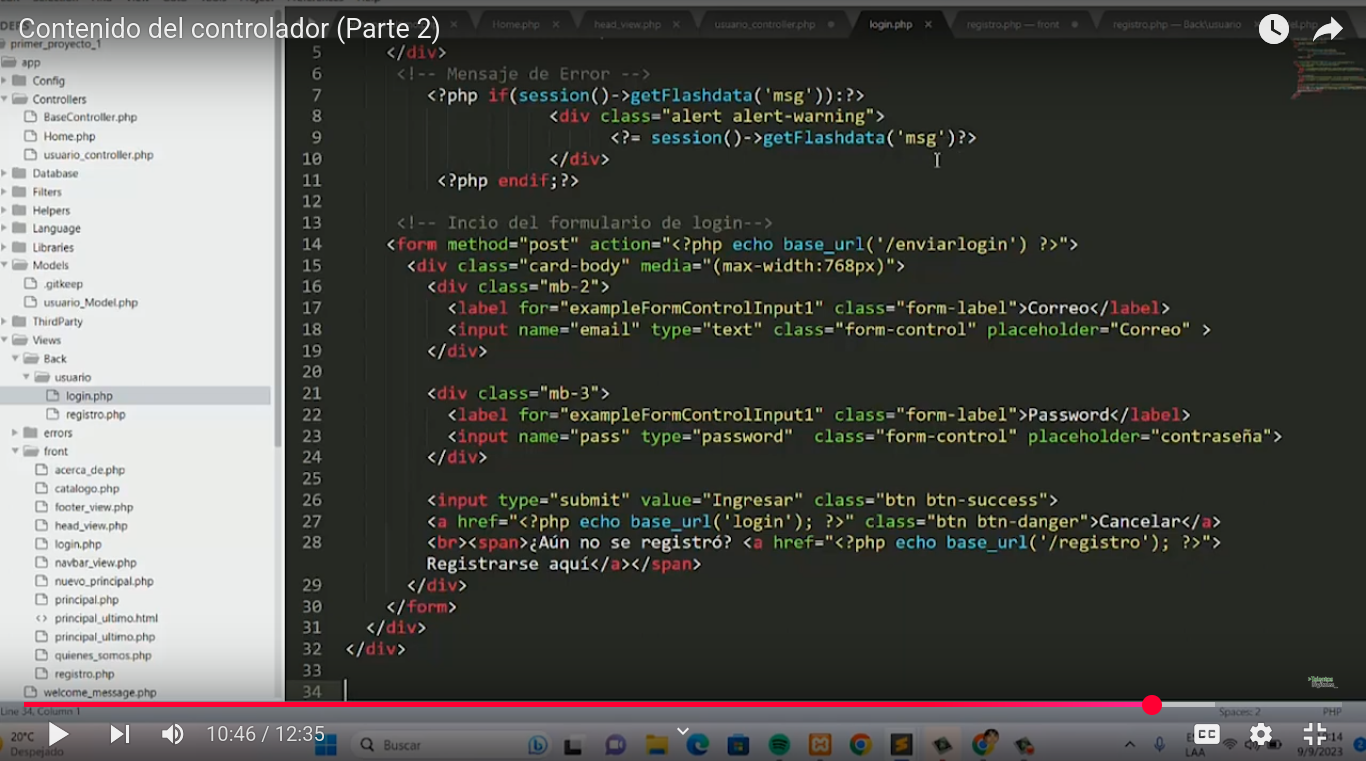 Contenido del controlador (Parte 2)
Home.php
head_view.php
usuario_controller.php
login.php
registro.php — front
registro.php — Back\usuario
primer_proyecto_1
app
Config
Controllers
BaseController.php
Home.php
usuario_controller.php
Database
Filters
Helpers
Language
Libraries
Models
.gitkeep
usuario_Model.php
ThirdParty
Views
Back
usuario
login.php
registro.php
errors
front
acerca_de.php
catalogo.php
footer_view.php
head_view.php
login.php
navbar_view.php
nuevo_principal.php
principal.php
principal_ultimo.html
principal_ultimo.php
quienes_somos.php
registro.php
welcome_message.php
5 </div>
6 <!-- Mensaje de Error -->
7 <?php if(session()->getFlashdata('msg')):?>
8 <div class="alert alert-warning">
9 <?= session()->getFlashdata('msg')?>
10 </div>
11 <?php endif;?>
12
13 <!-- Incio del formulario de login-->
14 <form method="post" action="<?php echo base_url('/enviarlogin') ?>">
15 <div class="card-body" media="(max-width:768px)">
16 <div class="mb-2">
17 <label for="exampleFormControlInput1" class="form-label">Correo</label>
18 <input name="email" type="text" class="form-control" placeholder="Correo" >
19 </div>
20
21 <div class="mb-3">
22 <label for="exampleFormControlInput1" class="form-label">Password</label>
23 <input name="pass" type="password"  class="form-control" placeholder="contraseña">
24 </div>
25
26 <input type="submit" value="Ingresar" class="btn btn-success">
27 <a href="<?php echo base_url('login'); ?>" class="btn btn-danger">Cancelar</a>
28 <br><span>¿Aún no se registró? <a href="<?php echo base_url('/registro'); ?>">
Registrarse aquí</a></span>
29 </div>
30 </form>
31 </div>
32 </div>
33
34
Line 34, Column 1
Spaces: 2
PHP
10:46 / 12:35
20°C
Despejado
Buscar
CC
LAA
9/9/2023